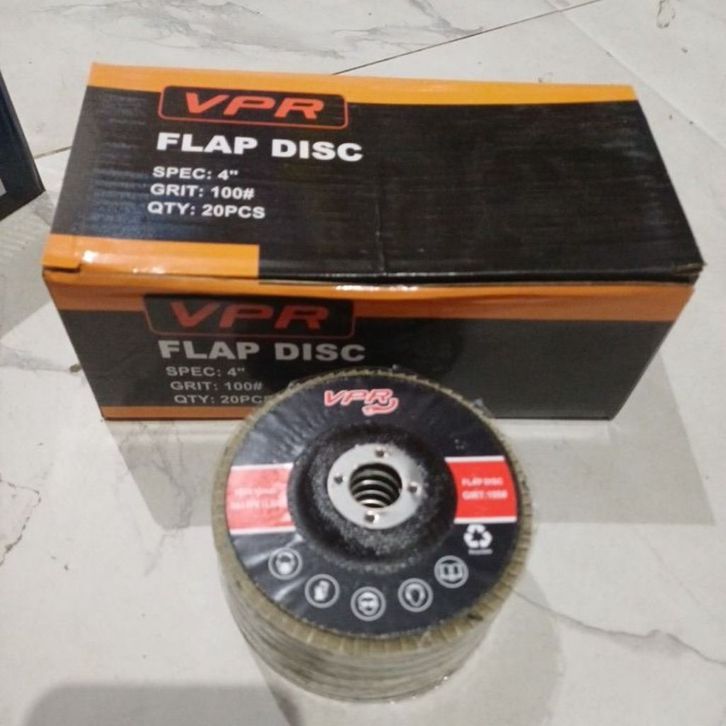 VPR
FLAP DISC
SPEC: 4"
GRIT: 100#
QTY: 20PCS
VPR
FLAP DISC
SPEC: 4"
GRIT: 100#
QTY: 20PCS
VPR
FLAP DISC
GRIT:100#